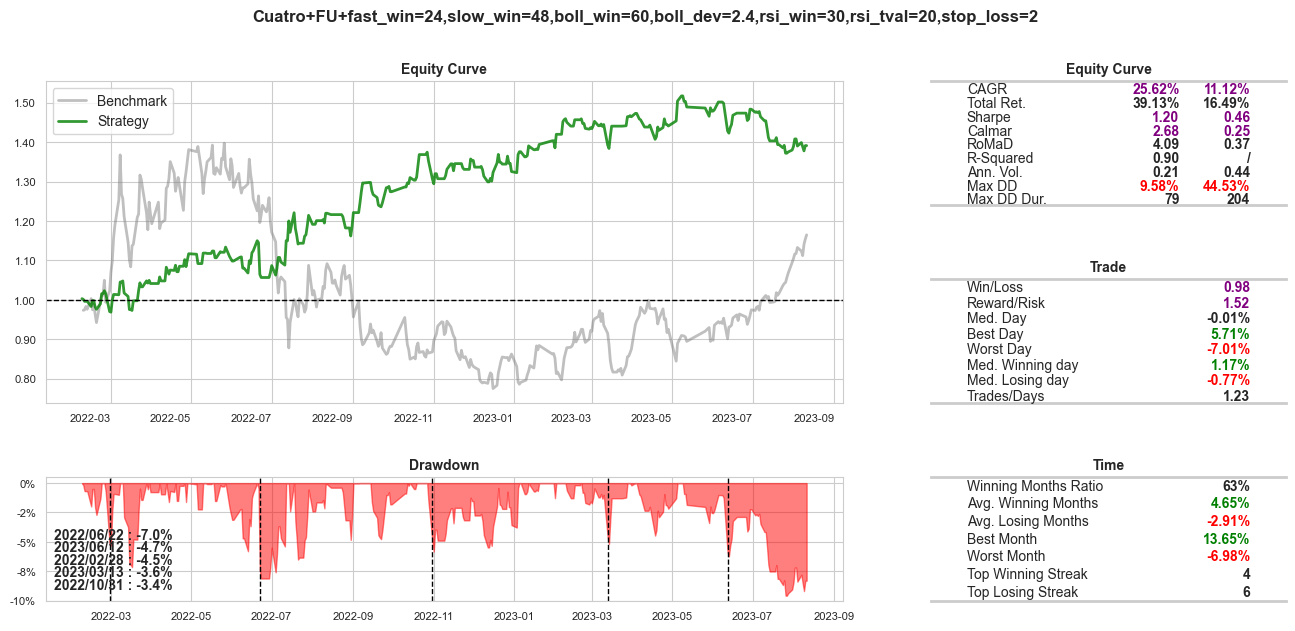 Cuatro+FU+fast_win=24,slow_win=48,boll_win=60,boll_dev=2.4,rsi_win=30,rsi_tval=20,stop_loss=2
Equity Curve
1.50
1.40
1.30
1.20
1.10
1.00
0.90
0.80
Benchmark
Strategy
2022-03 2022-05 2022-07 2022-09 2022-11 2023-01 2023-03 2023-05 2023-07 2023-09
Equity Curve
CAGR 25.62% 11.12%
Total Ret. 39.13% 16.49%
Sharpe 1.20 0.46
Calmar 2.68 0.25
RoMaD 4.09 0.37
R-Squared 0.90 /
Ann. Vol. 0.21 0.44
Max DD 9.58% 44.53%
Max DD Dur. 79 204
Trade
Win/Loss 0.98
Reward/Risk 1.52
Med. Day -0.01%
Best Day 5.71%
Worst Day -7.01%
Med. Winning day 1.17%
Med. Losing day -0.77%
Trades/Days 1.23
Drawdown
0%
-2%
-5%
-8%
-10%
2022/06/22 : -7.0%
2023/06/12 : -4.7%
2022/02/28 : -4.5%
2023/03/13 : -3.6%
2022/10/31 : -3.4%
2022-03 2022-05 2022-07 2022-09 2022-11 2023-01 2023-03 2023-05 2023-07 2023-09
Time
Winning Months Ratio 63%
Avg. Winning Months 4.65%
Avg. Losing Months -2.91%
Best Month 13.65%
Worst Month -6.98%
Top Winning Streak 4
Top Losing Streak 6